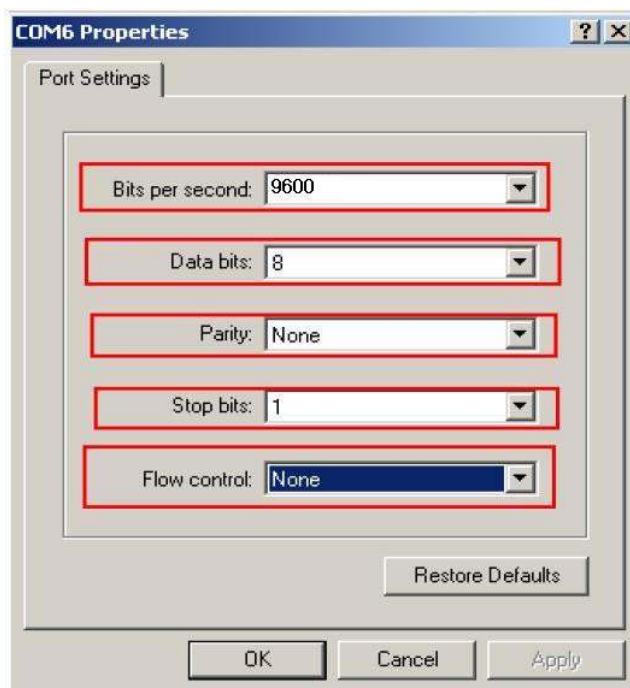 COM6 Properties
Port Settings
Bits per second: 9600
Data bits: 8
Parity: None
Stop bits: 1
Flow control: None
Restore Defaults
OK Cancel Apply